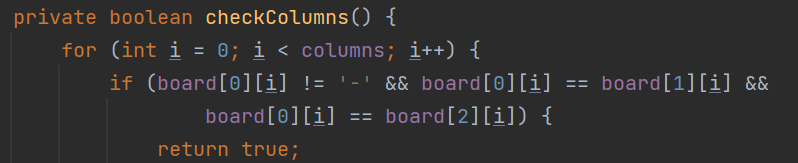 private boolean checkColumns() {
    for (int i = 0; i < columns; i++) {
        if (board[0][i] != '-' && board[0][i] == board[1][i] &&
                board[0][i] == board[2][i]) {
            return true;